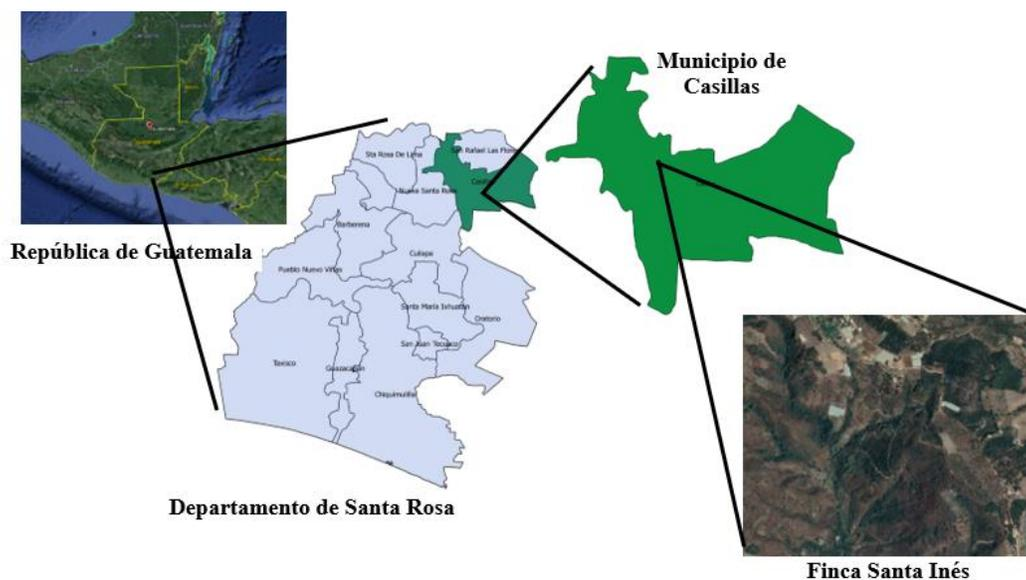 República de Guatemala
Municipio de
Casillas
Sta Rosa De Lima
San Rafael Las Flores
Nueva Santa Rosa
Barberena
Cuilapa
Pueblo Nuevo Viñas
Santa María Ixhuatán
Oratorio
San Juan Tecuaco
Taxisco
Guazacapán
Chiquimulilla
Departamento de Santa Rosa
Finca Santa Inés